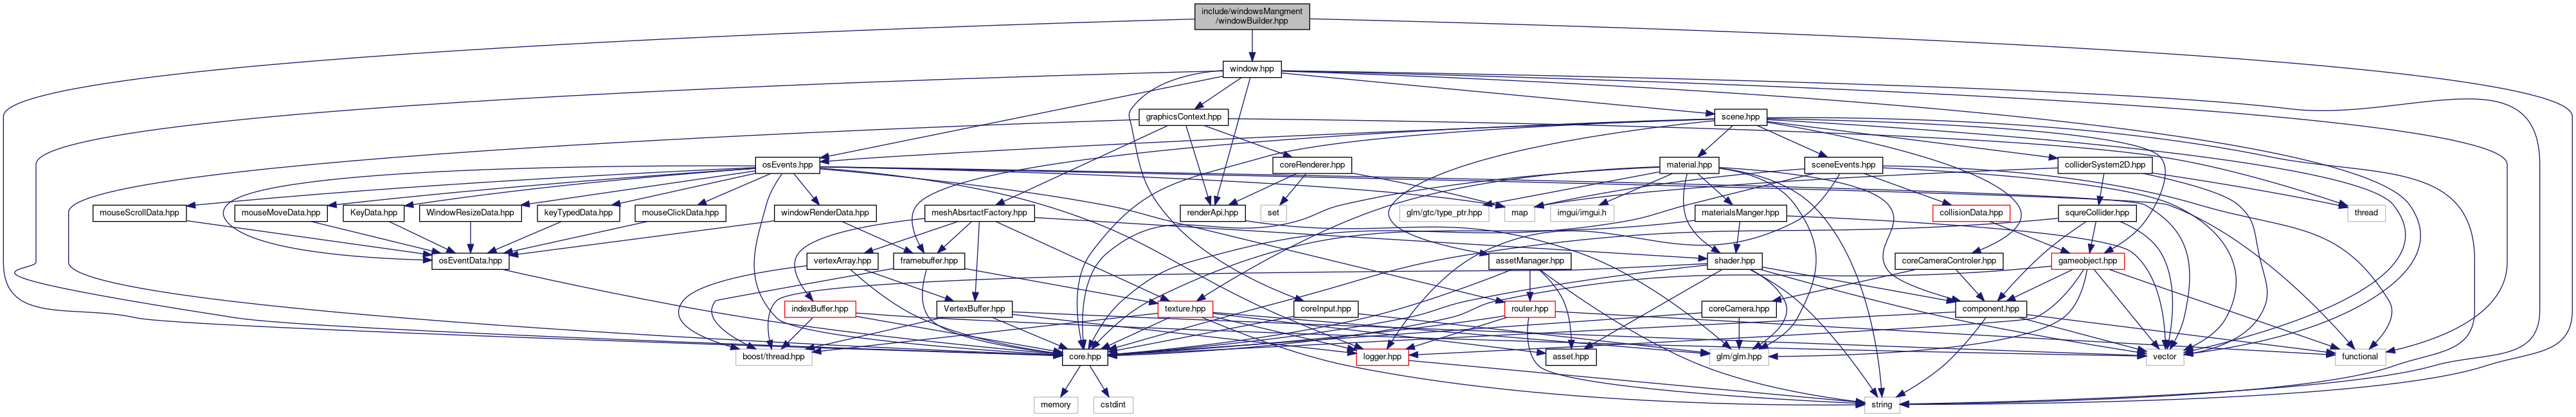 include/windowsMangment
/windowBuilder.hpp
window.hpp
graphicsContext.hpp
scene.hpp
osEvents.hpp
coreRenderer.hpp
material.hpp
sceneEvents.hpp
colliderSystem2D.hpp
mouseScrollData.hpp
mouseMoveData.hpp
KeyData.hpp
WindowResizeData.hpp
keyTypedData.hpp
mouseClickData.hpp
windowRenderData.hpp
meshAbsrtactFactory.hpp
renderApi.hpp
set
glm/gtc/type_ptr.hpp
map
imgui/imgui.h
materialsManger.hpp
collisionData.hpp
squreCollider.hpp
thread
osEventData.hpp
vertexArray.hpp
framebuffer.hpp
assetManager.hpp
shader.hpp
coreCameraControler.hpp
gameobject.hpp
indexBuffer.hpp
VertexBuffer.hpp
texture.hpp
coreInput.hpp
router.hpp
coreCamera.hpp
component.hpp
boost/thread.hpp
core.hpp
logger.hpp
asset.hpp
glm/glm.hpp
vector
functional
memory
cstdint
string